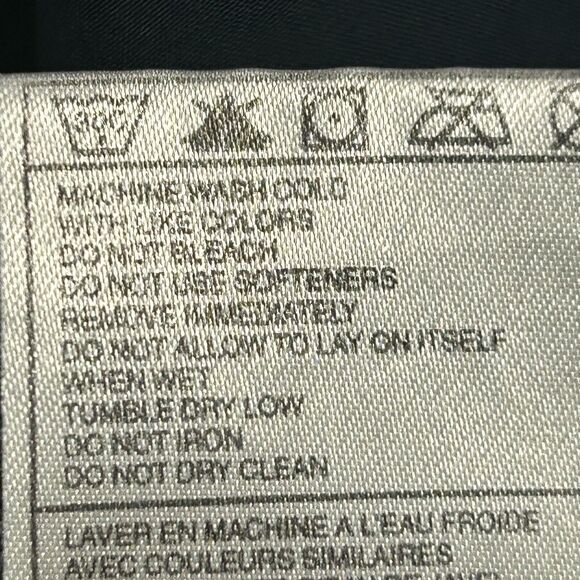 MACHINE WASH COLD
WITH LIKE COLORS
DO NOT BLEACH
DO NOT USE SOFTENERS
REMOVE IMMEDIATELY
DO NOT ALLOW TO LAY ON ITSELF
WHEN WET
TUMBLE DRY LOW
DO NOT IRON
DO NOT DRY CLEAN
LAVER EN MACHINE A L'EAU FROIDE
AVEC COULEURS SIMILAIRES